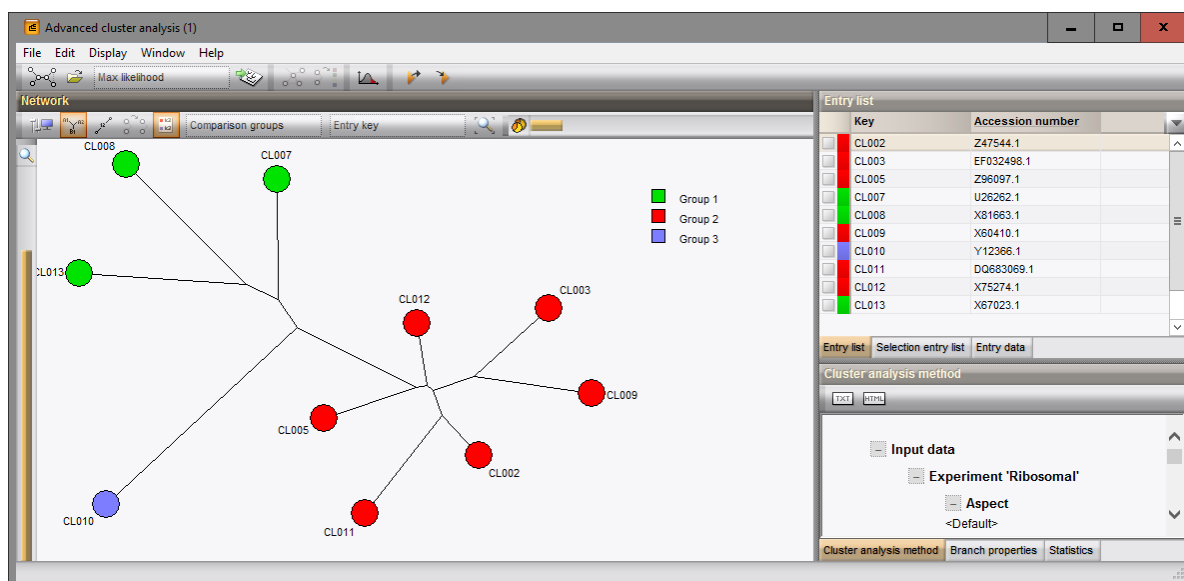 Advanced cluster analysis (1)
File Edit Display Window Help
Max likelihood
Network
Comparison groups Entry key
CL008
CL007
CL013
CL012
CL003
CL009
CL005
CL002
CL011
CL010
Group 1
Group 2
Group 3
Entry list
Key Accession number
CL002 Z47544.1
CL003 EF032498.1
CL005 Z96097.1
CL007 U26262.1
CL008 X81663.1
CL009 X60410.1
CL010 Y12366.1
CL011 DQ683069.1
CL012 X75274.1
CL013 X67023.1
Entry list Selection entry list Entry data
Cluster analysis method
TXT HTML
Input data
Experiment 'Ribosomal'
Aspect
<Default>
Cluster analysis method Branch properties Statistics